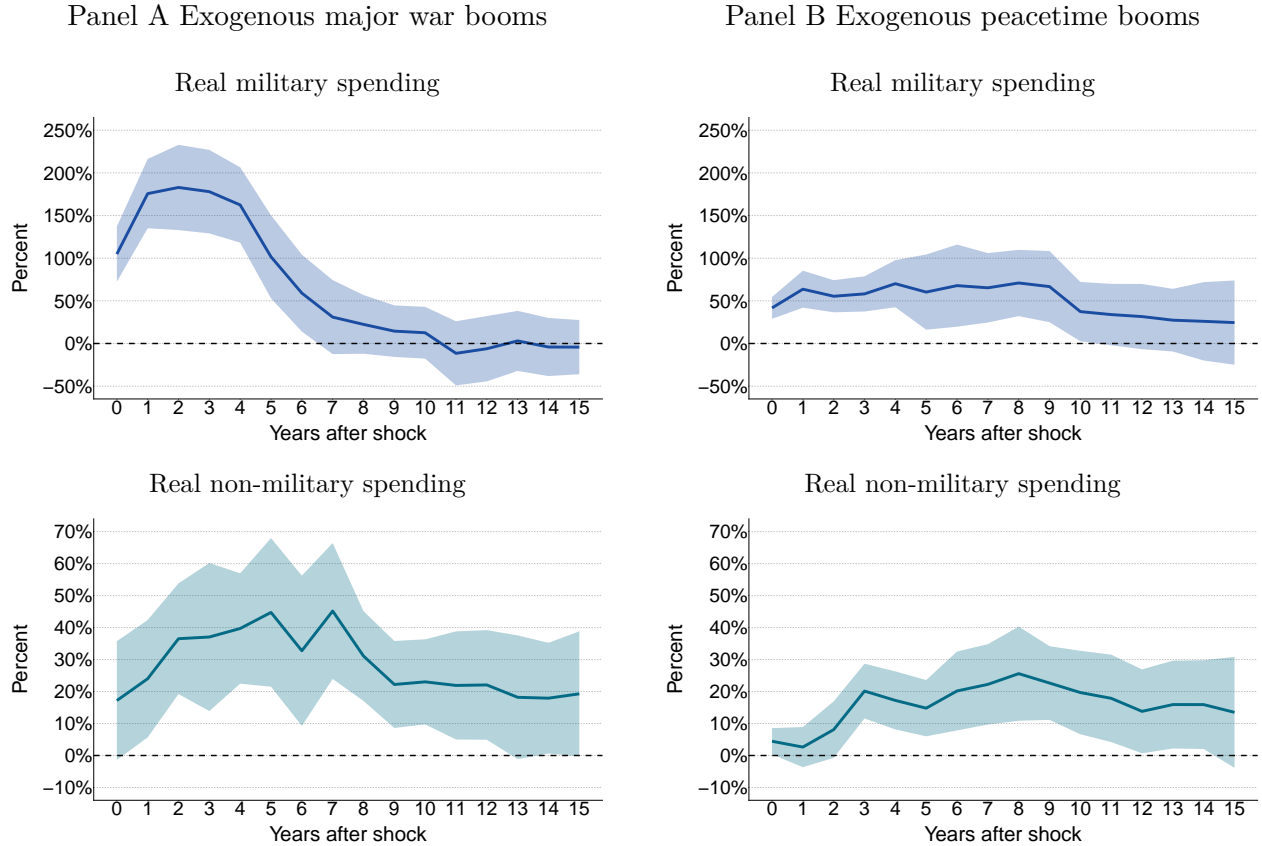 Panel A Exogenous major war booms
Real military spending
250%
200%
150%
100%
50%
0%
−50%
Percent
0 1 2 3 4 5 6 7 8 9 10 11 12 13 14 15
Years after shock
Real non-military spending
70%
60%
50%
40%
30%
20%
10%
0%
−10%
Percent
0 1 2 3 4 5 6 7 8 9 10 11 12 13 14 15
Years after shock
Panel B Exogenous peacetime booms
Real military spending
250%
200%
150%
100%
50%
0%
−50%
Percent
0 1 2 3 4 5 6 7 8 9 10 11 12 13 14 15
Years after shock
Real non-military spending
70%
60%
50%
40%
30%
20%
10%
0%
−10%
Percent
0 1 2 3 4 5 6 7 8 9 10 11 12 13 14 15
Years after shock